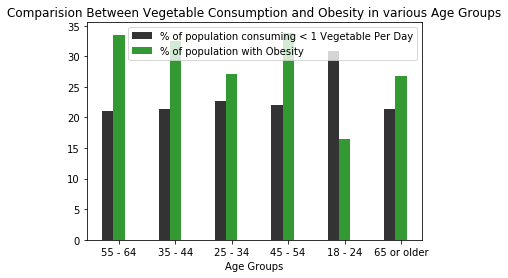 Comparision Between Vegetable Consumption and Obesity in various Age Groups
35
30
25
20
15
10
5
0
% of population consuming < 1 Vegetable Per Day
% of population with Obesity
55 - 64 35 - 44 25 - 34 45 - 54 18 - 24 65 or older
Age Groups